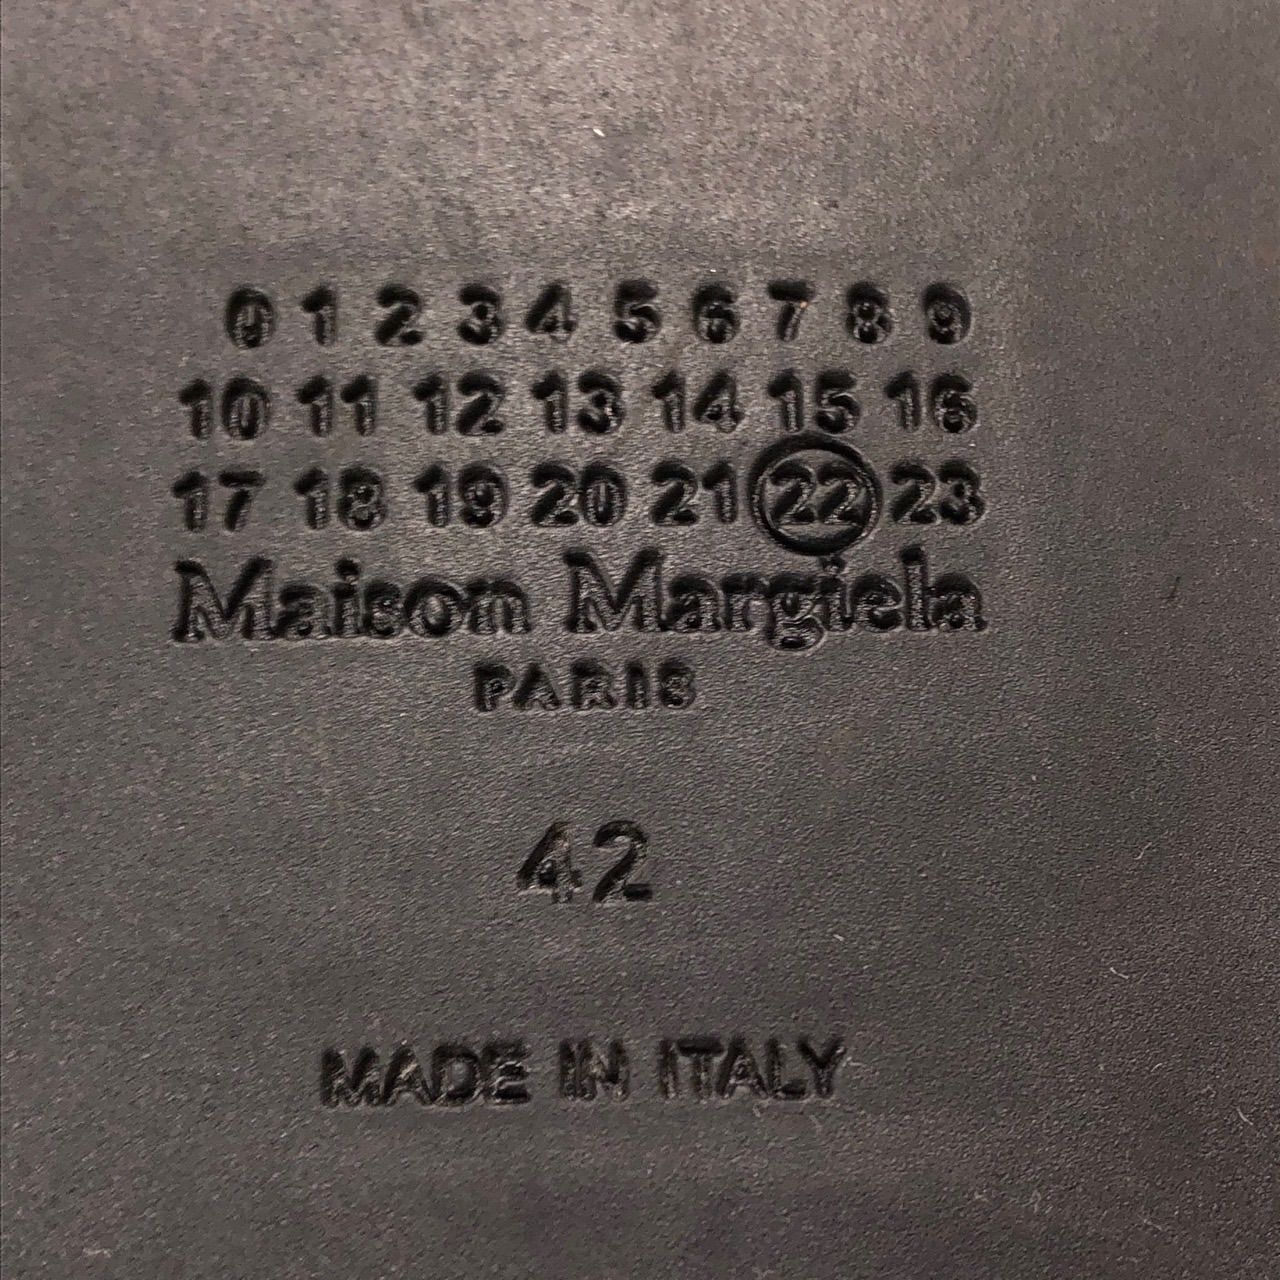 0 1 2 3 4 5 6 7 8 9
10 11 12 13 14 15 16
17 18 19 20 21 22 23
Maison Margiela
PARIS
42
MADE IN ITALY